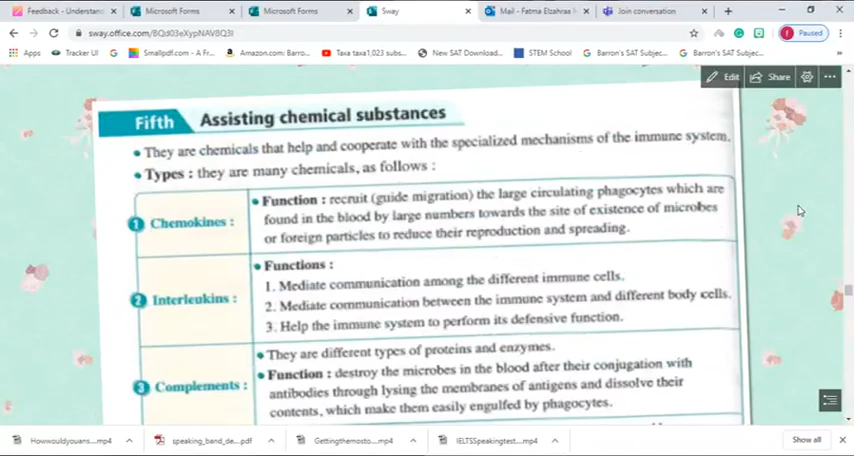 Feedback - Understand
Microsoft Forms
Microsoft Forms
Sway
Mail - Fatma Elzahraa
Join conversation
sway.office.com/8Qd03eXypNAV8Q3I
Paused
Apps
Tracker UJ
Smallpdf.com - A Fr...
Amazon.com: Barro...
Taxa taxa1,023 subs...
New SAT Download...
STEM School
Barron's SAT Subjec...
Barron's SAT Subjec...
Edit
Share
Fifth Assisting chemical substances
• They are chemicals that help and cooperate with the specialized mechanisms of the immune system.
• Types : they are many chemicals, as follows :
1 Chemokines :
• Function : recruit (guide migration) the large circulating phagocytes which are
found in the blood by large numbers towards the site of existence of microbes
or foreign particles to reduce their reproduction and spreading.
2 Interleukins :
• Functions :
1. Mediate communication among the different immune cells.
2. Mediate communication between the immune system and different body cells.
3. Help the immune system to perform its defensive function.
3 Complements :
• They are different types of proteins and enzymes.
• Function : destroy the microbes in the blood after their conjugation with
antibodies through lysing the membranes of antigens and dissolve their
contents, which make them easily engulfed by phagocytes.
Howwouldyouans....mp4
speaking_band_de....pdf
Gettingthemosto....mp4
IELTSSpeakingtest....mp4
Show all